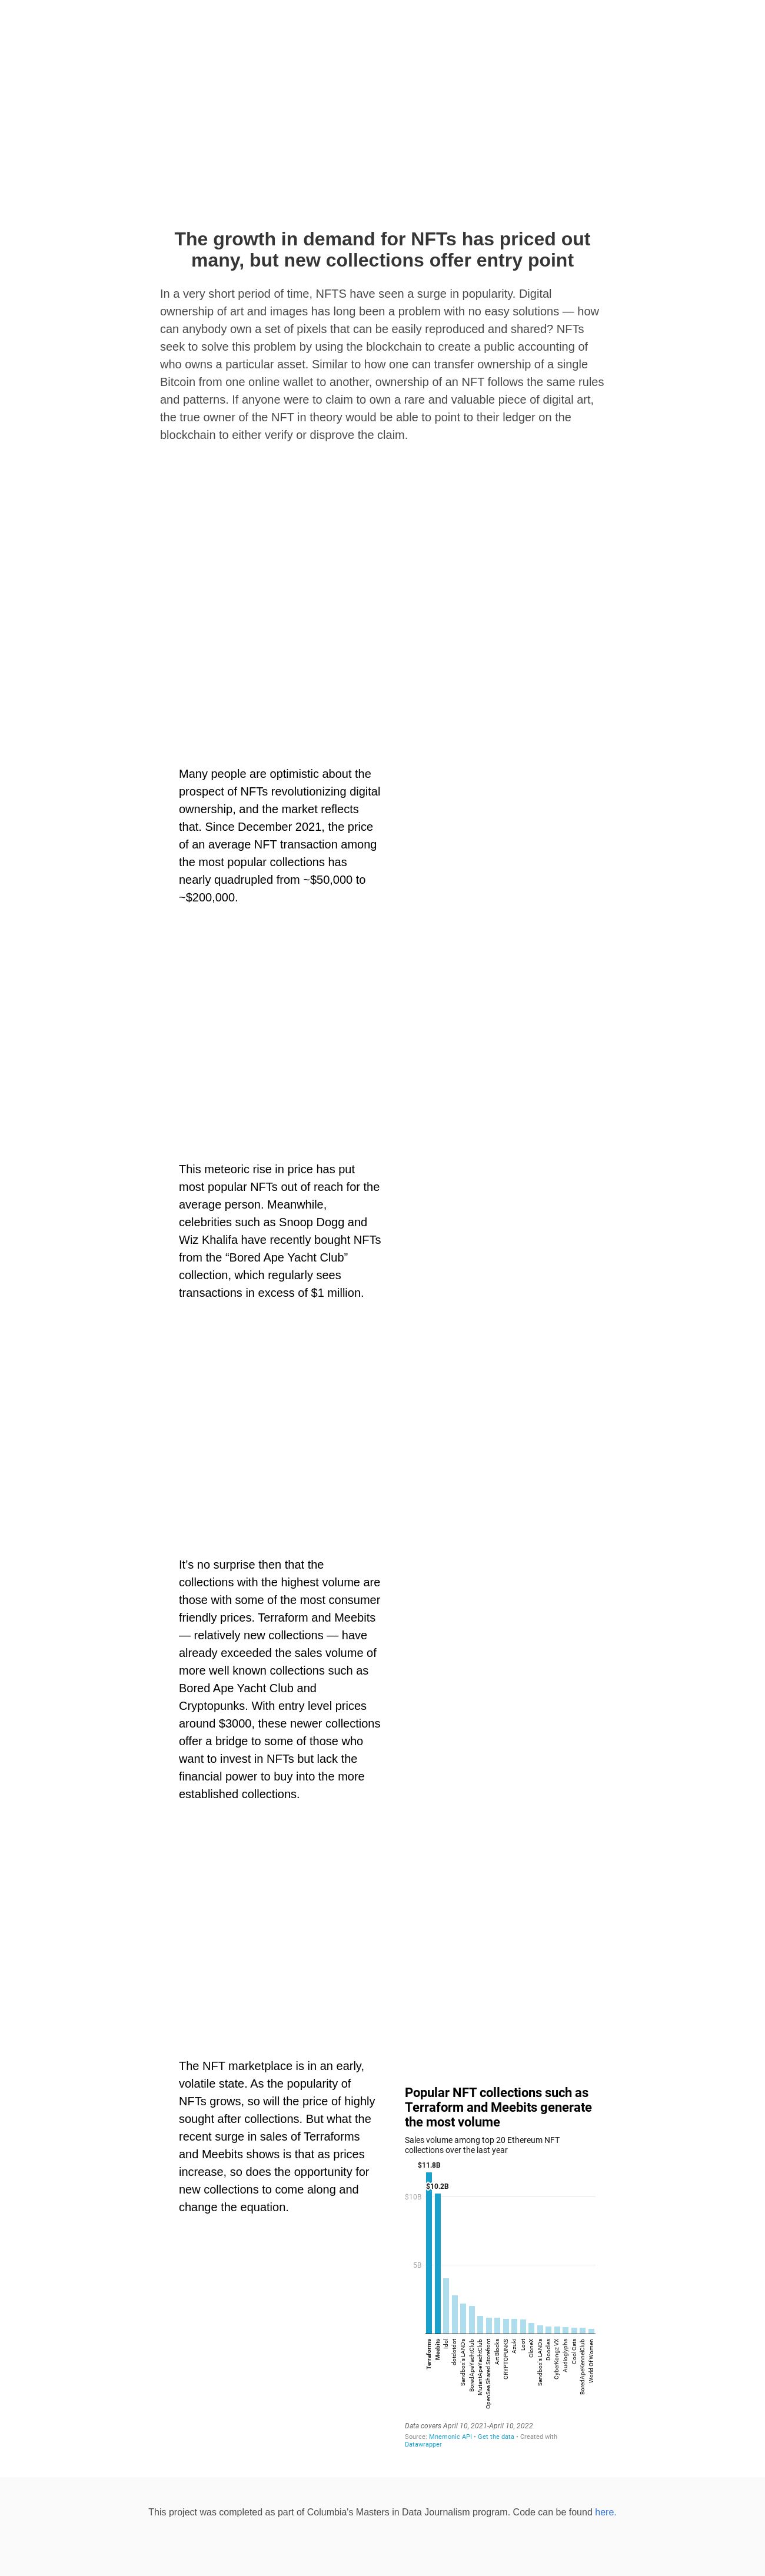 The growth in demand for NFTs has priced out
many, but new collections offer entry point
In a very short period of time, NFTS have seen a surge in popularity. Digital
ownership of art and images has long been a problem with no easy solutions — how
can anybody own a set of pixels that can be easily reproduced and shared? NFTs
seek to solve this problem by using the blockchain to create a public accounting of
who owns a particular asset. Similar to how one can transfer ownership of a single
Bitcoin from one online wallet to another, ownership of an NFT follows the same rules
and patterns. If anyone were to claim to own a rare and valuable piece of digital art,
the true owner of the NFT in theory would be able to point to their ledger on the
blockchain to either verify or disprove the claim.
Many people are optimistic about the
prospect of NFTs revolutionizing digital
ownership, and the market reflects
that. Since December 2021, the price
of an average NFT transaction among
the most popular collections has
nearly quadrupled from ~$50,000 to
~$200,000.
This meteoric rise in price has put
most popular NFTs out of reach for the
average person. Meanwhile,
celebrities such as Snoop Dogg and
Wiz Khalifa have recently bought NFTs
from the “Bored Ape Yacht Club”
collection, which regularly sees
transactions in excess of $1 million.
It’s no surprise then that the
collections with the highest volume are
those with some of the most consumer
friendly prices. Terraform and Meebits
— relatively new collections — have
already exceeded the sales volume of
more well known collections such as
Bored Ape Yacht Club and
Cryptopunks. With entry level prices
around $3000, these newer collections
offer a bridge to some of those who
want to invest in NFTs but lack the
financial power to buy into the more
established collections.
The NFT marketplace is in an early,
volatile state. As the popularity of
NFTs grows, so will the price of highly
sought after collections. But what the
recent surge in sales of Terraforms
and Meebits shows is that as prices
increase, so does the opportunity for
new collections to come along and
change the equation.
Popular NFT collections such as
Terraform and Meebits generate
the most volume
Sales volume among top 20 Ethereum NFT
collections over the last year
$11.8B
$10.2B
$10B
5B
Terraforms
Meebits
Idol
dotdotdot
Sandbox's LANDs
BoredApeYachtClub
MutantApeYachtClub
OpenSea Shared Storefront
Art Blocks
CRYPTOPUNKS
Azuki
Loot
CloneX
Sandbox's LANDs
Doodles
CyberKongz VX
Audioglyphs
Cool Cats
BoredApeKennelClub
World Of Women
Data covers April 10, 2021-April 10, 2022
Source: Mnemonic API • Get the data • Created with
Datawrapper
This project was completed as part of Columbia's Masters in Data Journalism program. Code can be found here.